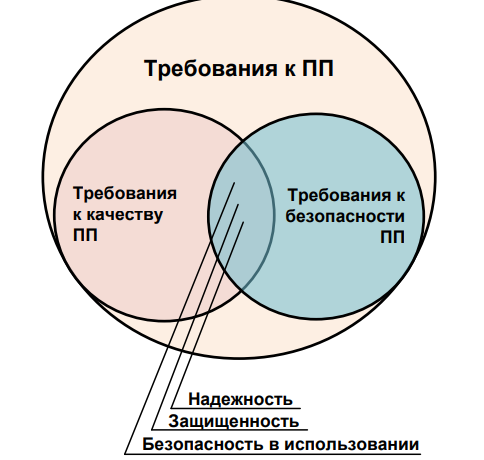 Требования к ПП
Требования
к качеству
ПП
Требования к
безопасности
ПП
Надежность
Защищенность
Безопасность в использовании